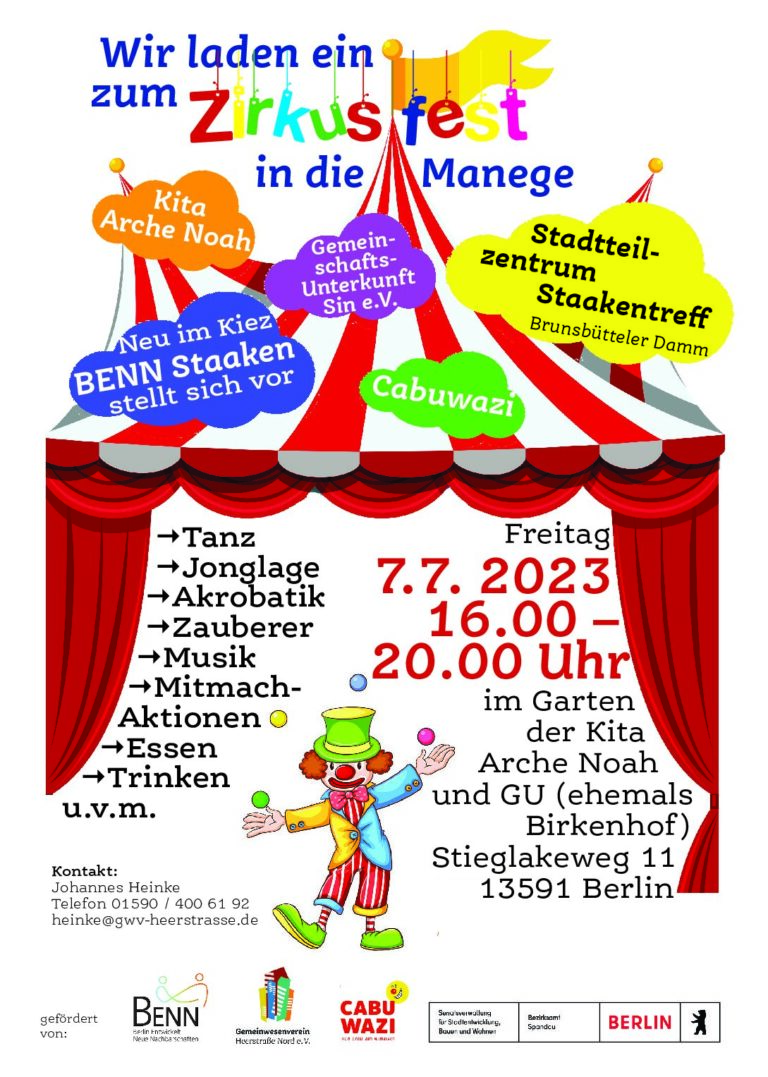 Wir laden ein
zum Zirkusfest
in die Manege
Kita
Arche Noah
Gemein-
schafts-
Unterkunft
Sin e.V.
Stadtteil-
zentrum
Staakentreff
Brunsbütteler Damm
Neu im Kiez
BENN Staaken
stellt sich vor
Cabuwazi
→Tanz
→Jonglage
→Akrobatik
→Zauberer
→Musik
→Mitmach-
Aktionen
→Essen
→Trinken
u.v.m.
Freitag
7.7. 2023
16.00 –
20.00 Uhr
im Garten
der Kita
Arche Noah
und GU (ehemals
Birkenhof)
Stieglakeweg 11
13591 Berlin
Kontakt:
Johannes Heinke
Telefon 01590 / 400 61 92
heinke@gwv-heerstrasse.de
gefördert
von:
BENN
Berlin Entwickelt
Neue Nachbarschaften
Gemeinwesenverein
Heerstraße Nord e.V.
CABU
WAZI
Senatsverwaltung
für Stadtentwicklung,
Bauen und Wohnen
Bezirksamt
Spandau
BERLIN